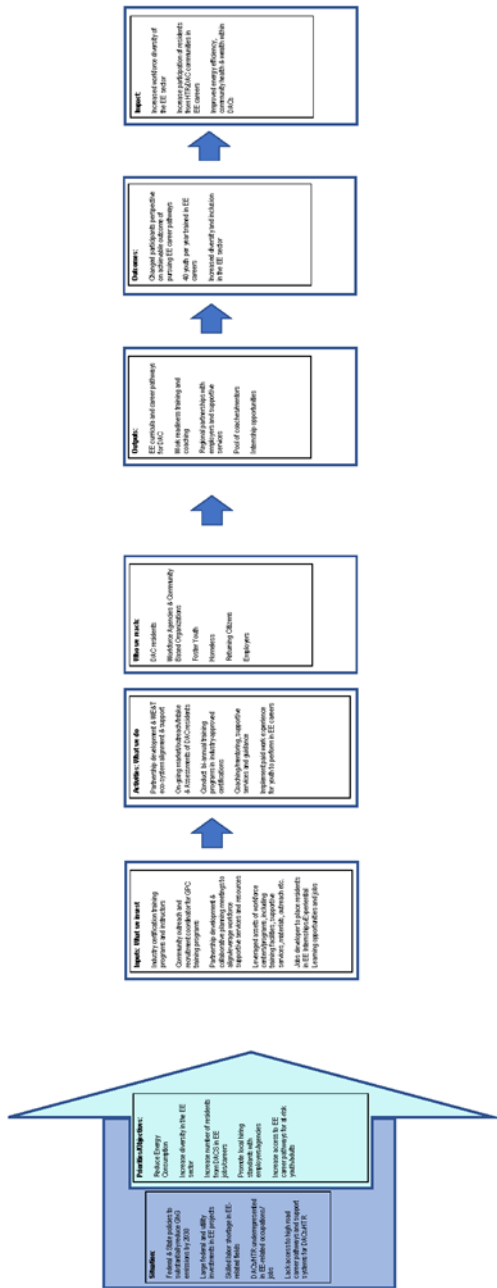 Situation:
Federal & State policies to
substantially reduce GhG
emissions by 2030
Large federal and utility
investments in EE projects
Skilled labor shortage in EE-
related fields
DACs/HTR underrepresented
in EE-related occupations/
jobs
Lack access to high road
career pathways and support
systems for DACs/HTR
Priorities/Objectives:
Reduce Energy
Consumption
Increase diversity in the EE
sector
Increase number of residents
from DACS in EE
jobs/careers
Promote local hiring
standards with
employers/agencies
Increase access to EE
career pathways for at-risk
youth/adults
Inputs: What we invest
Industry certification training
programs and instructors
Community outreach and
recruitment coordinator for GPC
training programs
Partnership development &
collaborative planning meetings to
align/leverage workforce
supportive services and resources
Leveraged assets of workforce
centers/programs, including
training facilities, supportive
services, materials, outreach etc.
Jobs developer to place residents
in EE Internships/Experiential
Learning opportunities and jobs
Activities: What we do
Partnership development & WE&T
eco-system alignment & support
On-going market/outreach/Intake
& Assessments of DAC residents
Conduct bi-annual training
programs in industry-approved
certifications
Coaching/mentoring, supportive
services and guidance
Implement paid work experience
for youth to perform in EE careers
Who we reach:
DAC residents
Workforce Agencies & Community
Based Organizations
Foster Youth
Homeless
Returning Citizens
Employers
Outputs:
EE curricula and career pathways
for DAC
Work readiness training and
coaching
Regional partnerships with
employers and supportive
services
Pool of coaches/mentors
Internship opportunities
Outcomes:
Changed participants perspective
on achievable outcome of
pursuing EE career pathways
40 youth per year trained in EE
careers
Increased diversity and inclusion
in the EE sector
Impact:
Increased workforce diversity of
the EE sector
Increase participation of residents
from HTR/DAC communities in
EE careers
Improved energy efficiency,
community health & wealth within
DACs